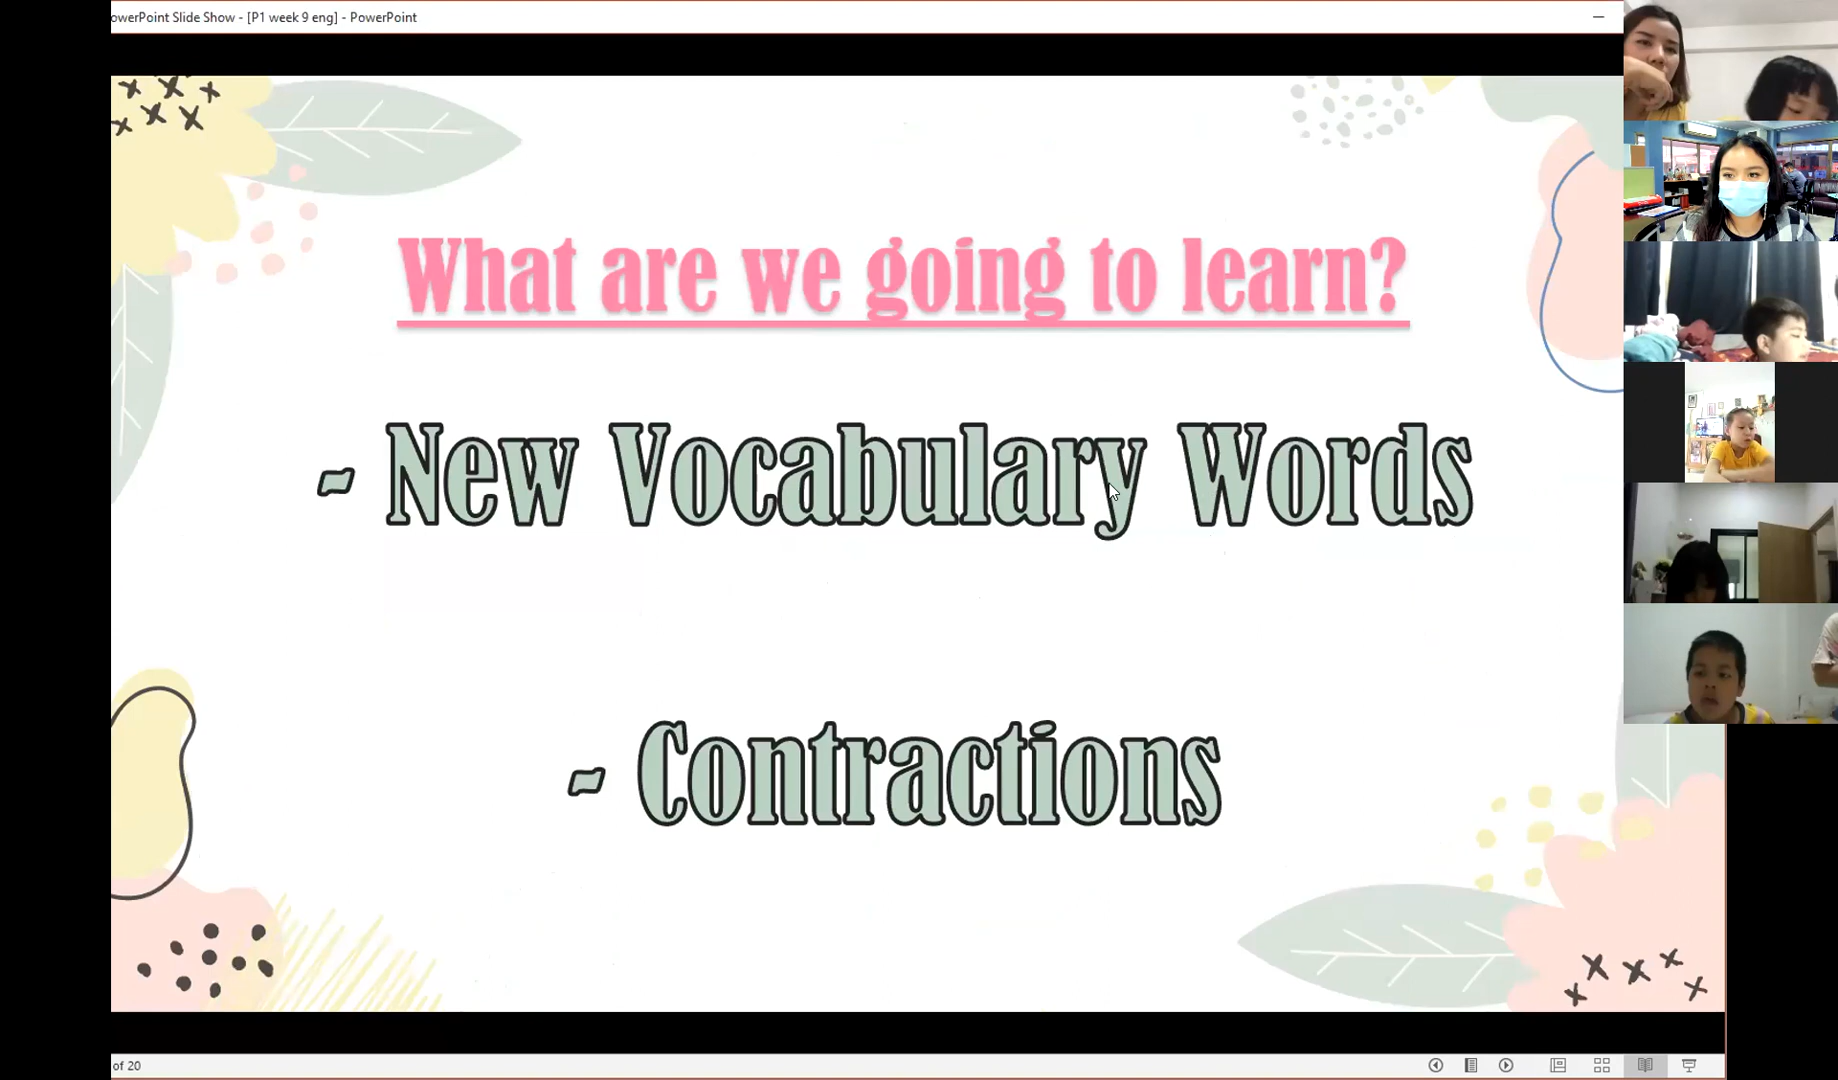 owerPoint Slide Show - [P1 week 9 eng] - PowerPoint
What are we going to learn?
- New Vocabulary Words
- Contractions
of 20